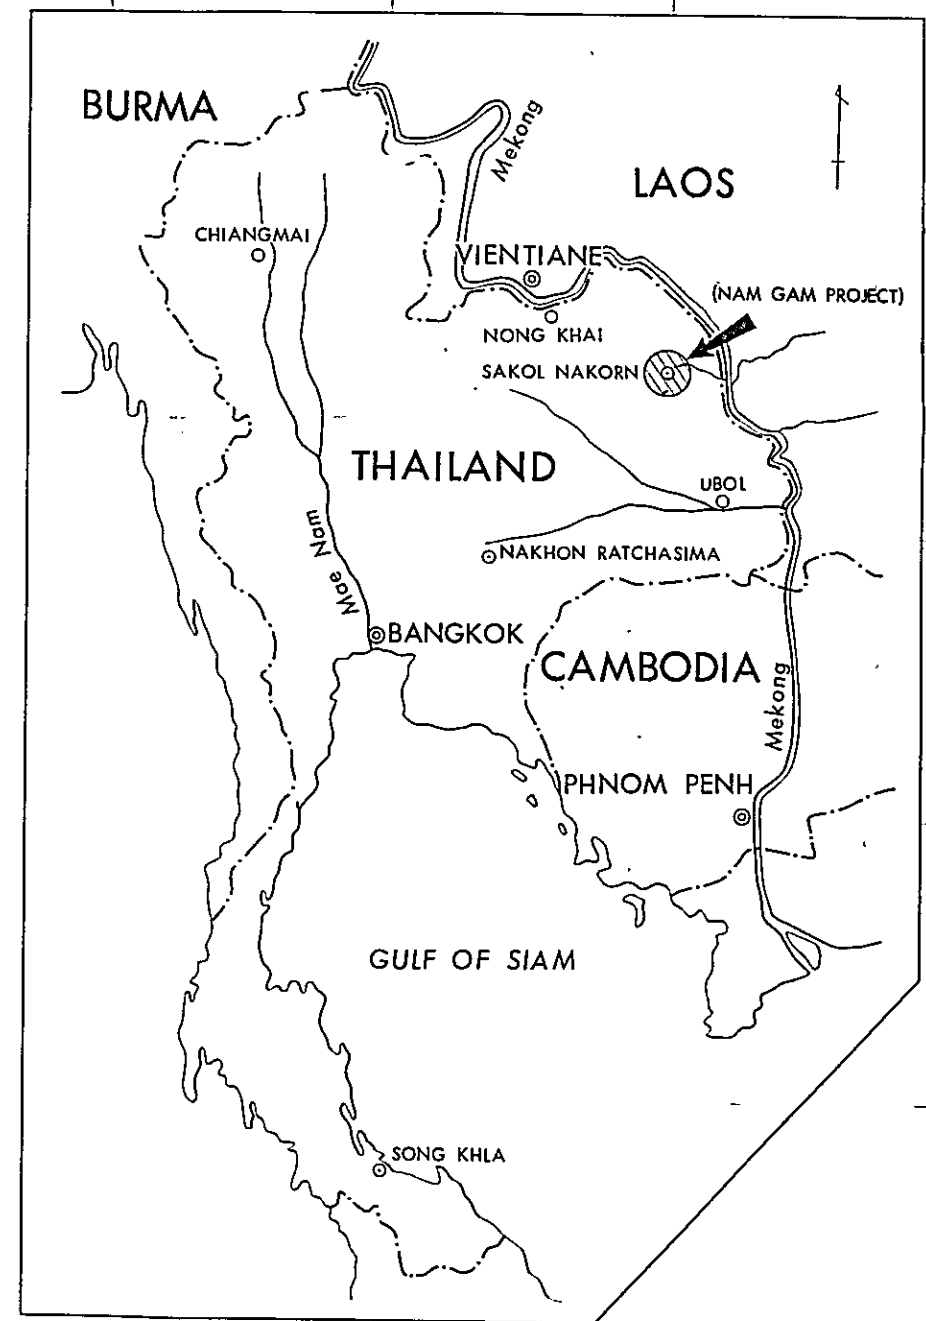 BURMA
Mekong
LAOS
CHIANGMAI
VIENTIANE
(NAM GAM PROJECT)
NONG KHAI
SAKOL NAKORN
THAILAND
UBOL
Mae Nam
NAKHON RATCHASIMA
BANGKOK
CAMBODIA
Mekong
PHNOM PENH
GULF OF SIAM
SONG KHLA